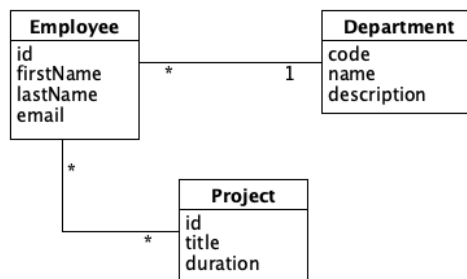 Employee
id
firstName
lastName
email
* 1
Department
code
name
description
*
*
Project
id
title
duration